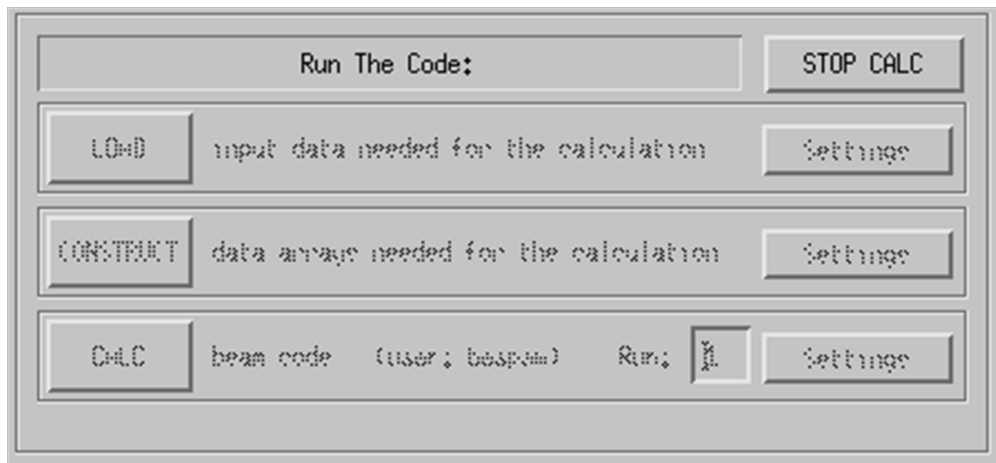 Run The Code: STOP CALC
LOAD input data needed for the calculation Settings
CONSTRUCT data arrays needed for the calculation Settings
CALC beam code (user: Run: 1 Settings